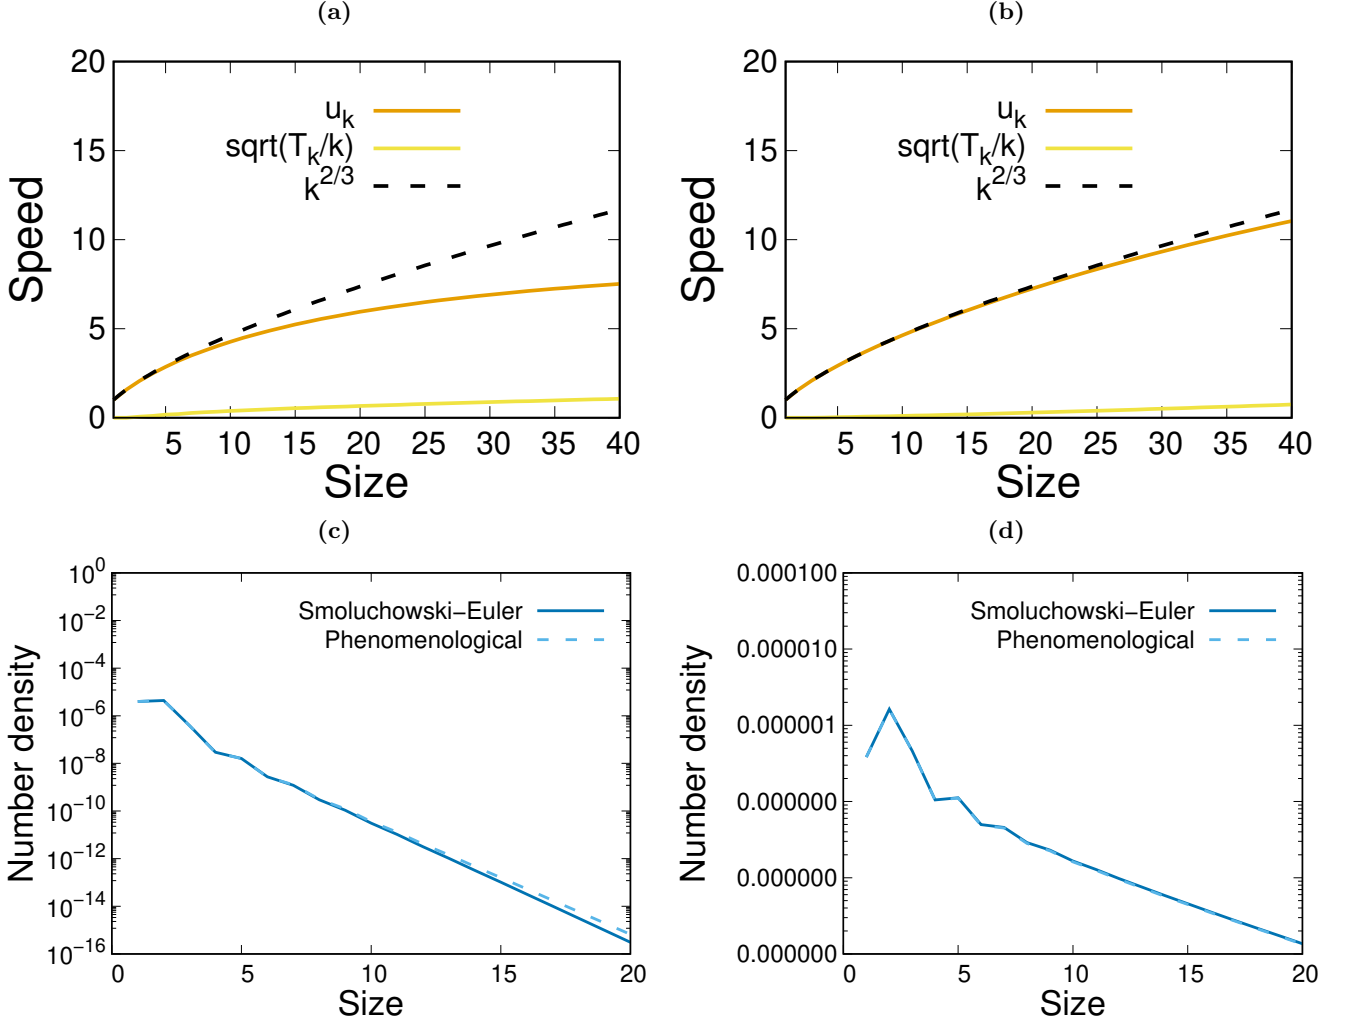 (a)
20
15
10
5
0
Speed
u_k
sqrt(T_k/k)
k^{2/3}
5 10 15 20 25 30 35 40
Size
(b)
20
15
10
5
0
Speed
u_k
sqrt(T_k/k)
k^{2/3}
5 10 15 20 25 30 35 40
Size
(c)
10^0
10^{-2}
10^{-4}
10^{-6}
10^{-8}
10^{-10}
10^{-12}
10^{-14}
10^{-16}
Number density
Smoluchowski-Euler
Phenomenological
0 5 10 15 20
Size
(d)
0.000100
0.000010
0.000001
0.000000
0.000000
0.000000
Number density
Smoluchowski-Euler
Phenomenological
0 5 10 15 20
Size